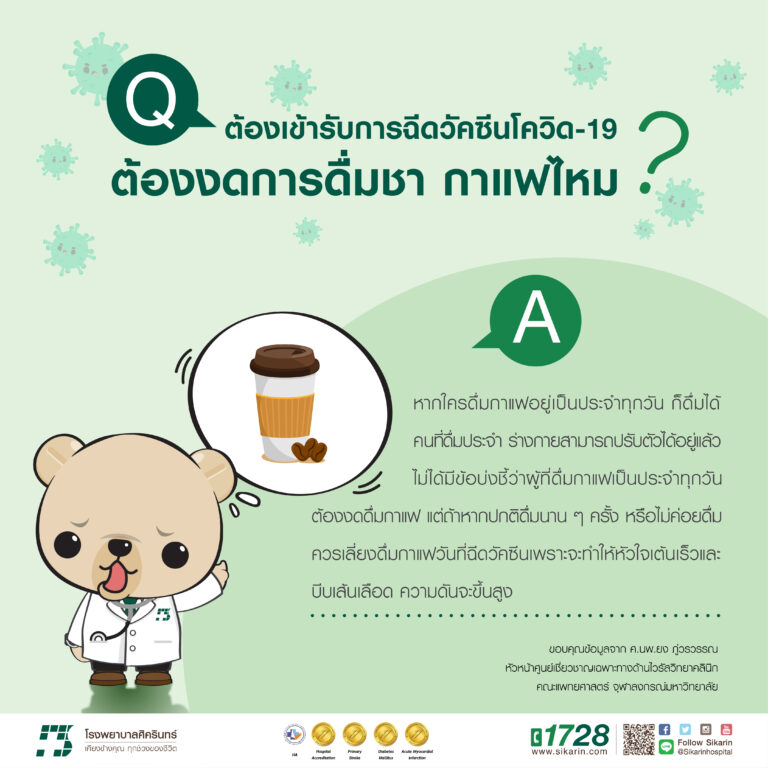 Q
ต้องเข้ารับการฉีดวัคซีนโควิด-19
ต้องงดการดื่มชา กาแฟไหม ?
A
หากใครดื่มกาแฟอยู่เป็นประจำทุกวัน ก็ดื่มได้
คนที่ดื่มประจำ ร่างกายสามารถปรับตัวได้อยู่แล้ว
ไม่ได้มีข้อบ่งชี้ว่าผู้ที่ดื่มกาแฟเป็นประจำทุกวัน
ต้องงดดื่มกาแฟ แต่ถ้าหากปกติดื่มนาน ๆ ครั้ง หรือไม่ค่อยดื่ม
ควรเลี่ยงดื่มกาแฟวันที่ฉีดวัคซีนเพราะจะทำให้หัวใจเต้นเร็วและ
บีบเส้นเลือด ความดันจะขึ้นสูง
ขอบคุณข้อมูลจาก ศ.นพ.ยง ภู่วรวรรณ
หัวหน้าศูนย์เชี่ยวชาญเฉพาะทางด้านไวรัสวิทยาคลินิก
คณะแพทยศาสตร์ จุฬาลงกรณ์มหาวิทยาลัย
โรงพยาบาลศิครินทร์
เคียงข้างคุณ ทุกช่วงของชีวิต
HA
Hospital Accreditation
Primary Stroke
Diabetes Mellitus
Acute Myocardial Infarction
1728
www.sikarin.com
Follow Sikarin
@Sikarinhospital